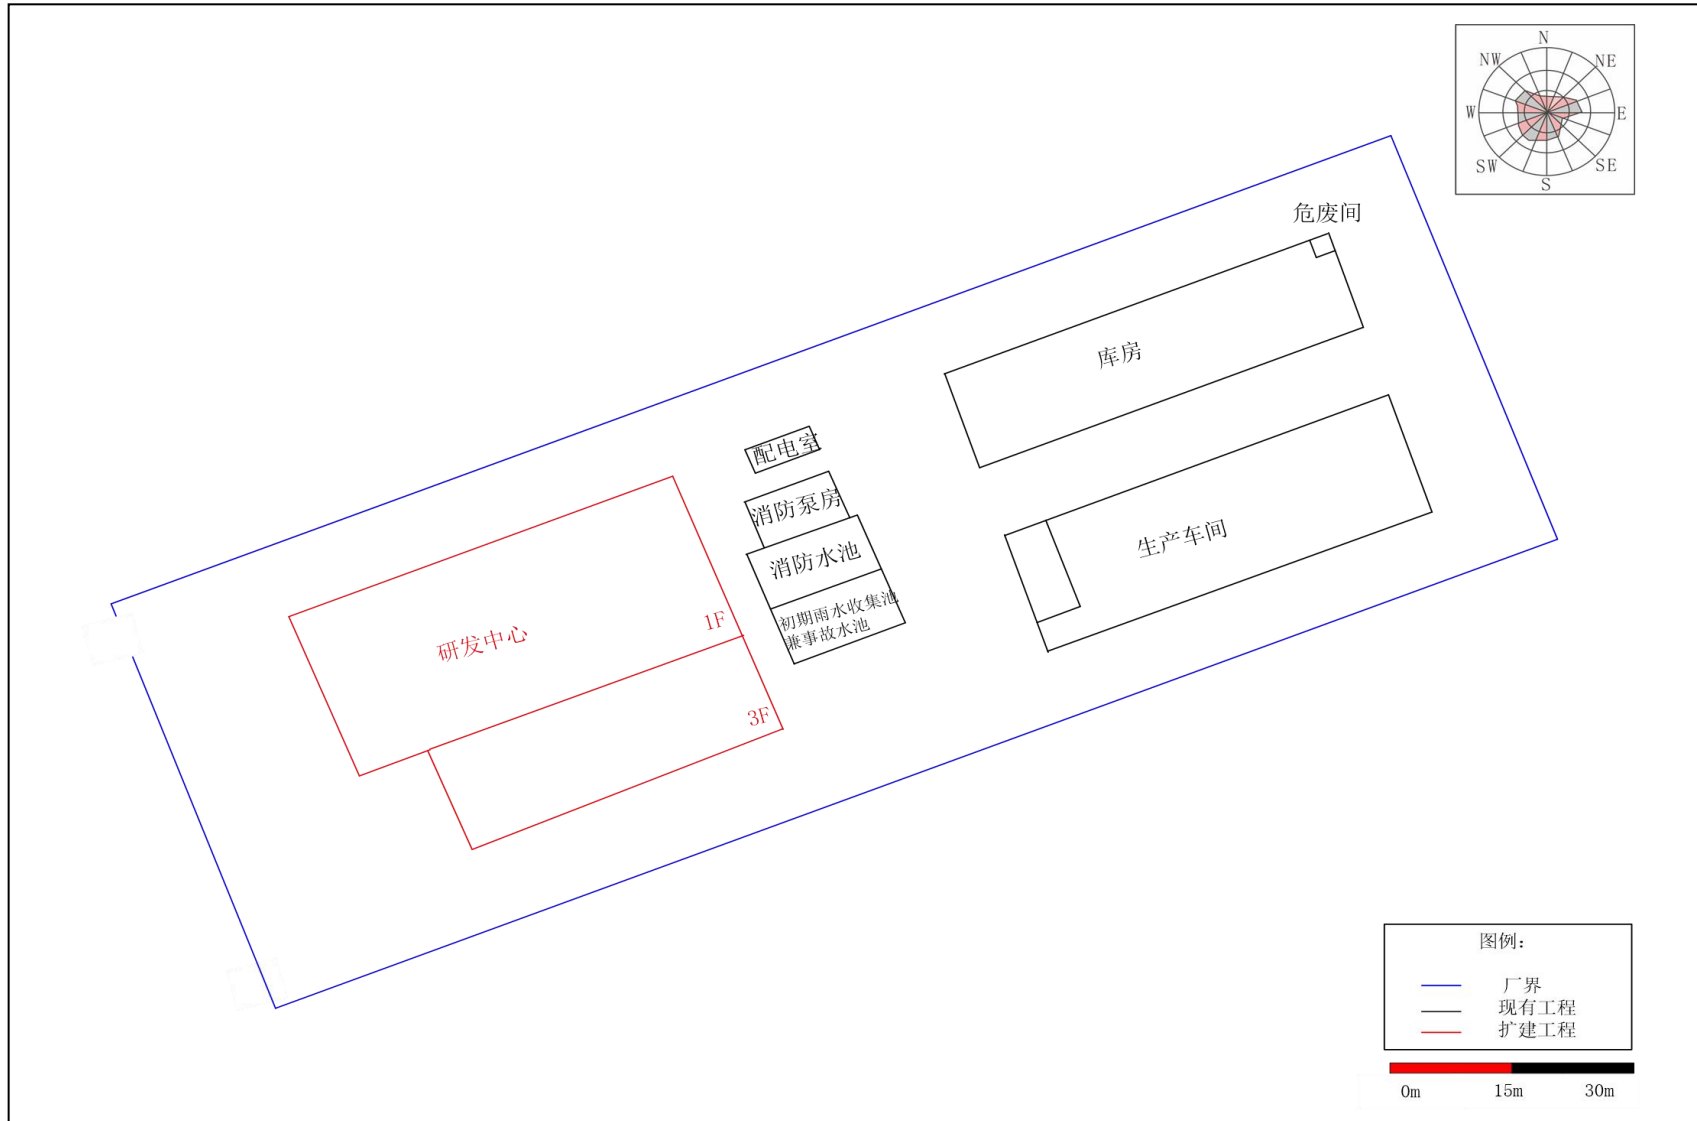 N
NW
NE
W
E
SW
SE
S
危废间
库房
配电室
消防泵房
消防水池
初期雨水收集池
兼事故水池
生产车间
研发中心
1F
3F
图例：
厂界
现有工程
扩建工程
0m
15m
30m